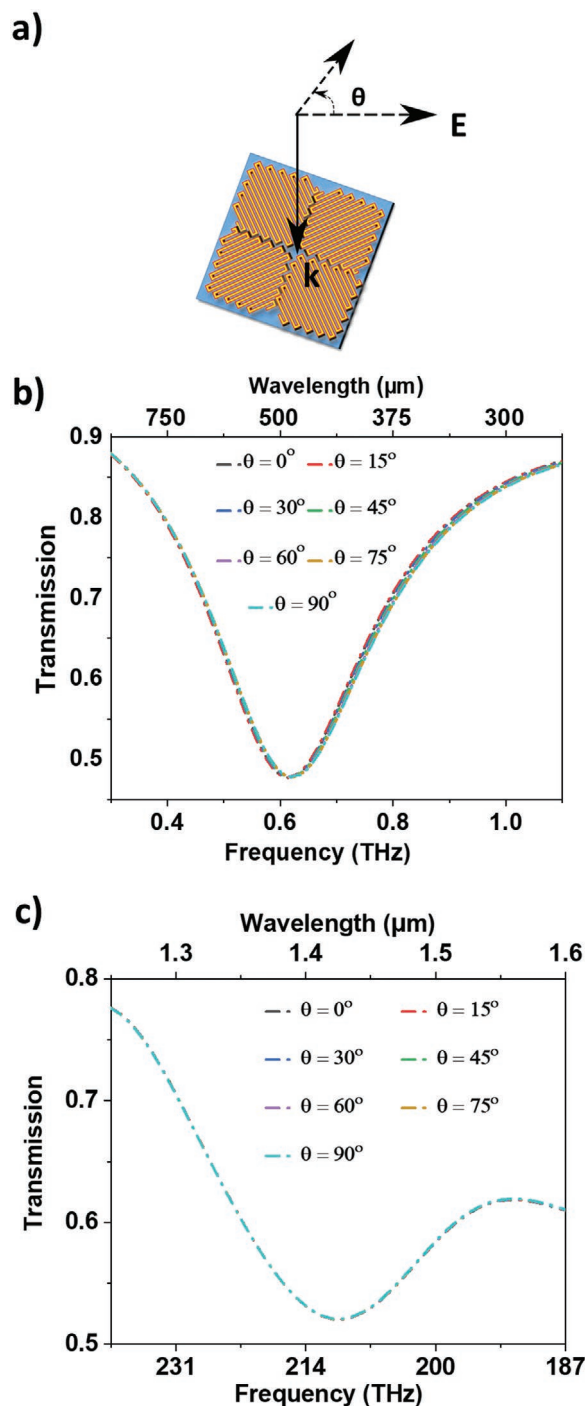 a)
θ
E
k
b)
Wavelength (µm)
750 500 375 300
0.9
0.8
0.7
0.6
0.5
Transmission
θ = 0° θ = 15°
θ = 30° θ = 45°
θ = 60° θ = 75°
θ = 90°
0.4 0.6 0.8 1.0
Frequency (THz)
c)
Wavelength (µm)
1.3 1.4 1.5 1.6
0.8
0.7
0.6
0.5
Transmission
θ = 0° θ = 15°
θ = 30° θ = 45°
θ = 60° θ = 75°
θ = 90°
231 214 200 187
Frequency (THz)